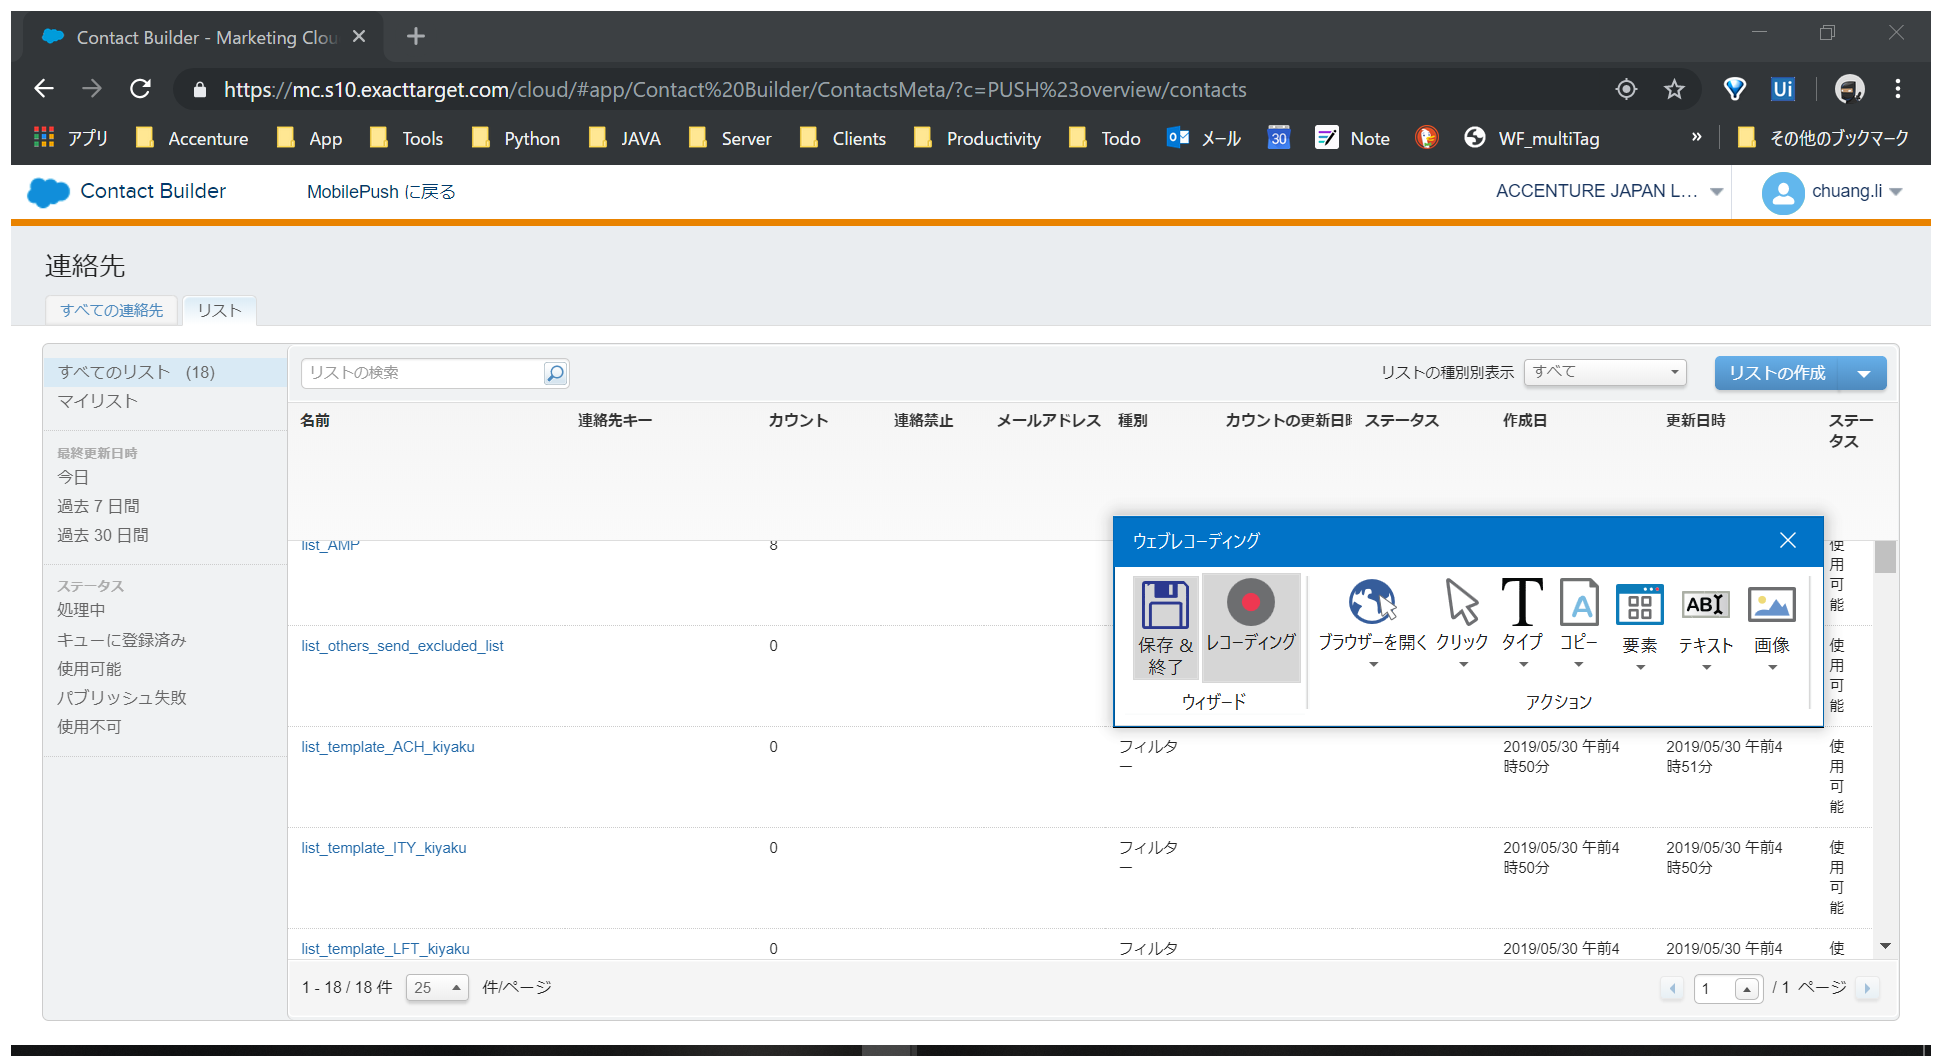 Contact Builder - Marketing Clou
https://mc.s10.exacttarget.com/cloud/#app/Contact%20Builder/ContactsMeta/?c=PUSH%23overview/contacts
Ui
アプリ Accenture App Tools Python JAVA Server Clients Productivity Todo メール 30 Note WF_multiTag » その他のブックマーク
Contact Builder MobilePush に戻る ACCENTURE JAPAN L... chuang.li
連絡先
すべての連絡先 リスト
すべてのリスト (18)
マイリスト
最終更新日時
今日
過去 7 日間
過去 30 日間
ステータス
処理中
キューに登録済み
使用可能
パブリッシュ失敗
使用不可
リストの検索 リストの種別別表示 すべて リストの作成
名前 連絡先キー カウント 連絡禁止 メールアドレス 種別 カウントの更新日時 ステータス 作成日 更新日時 ステー
タス
list_AMP 8 使
用
可
能
list_others_send_excluded_list 0 使
用
可
能
list_template_ACH_kiyaku 0 フィルタ 2019/05/30 午前4 2019/05/30 午前4 使
ー 時50分 時51分 用
可
能
list_template_ITY_kiyaku 0 フィルタ 2019/05/30 午前4 2019/05/30 午前4 使
ー 時50分 時50分 用
可
能
list_template_LFT_kiyaku 0 フィルタ 2019/05/30 午前4 2019/05/30 午前4 使
1 - 18 / 18 件 25 件/ページ 1 / 1 ページ
ウェブレコーディング
保存 & レコーディング ブラウザーを開く クリック タイプ コピー 要素 テキスト 画像
終了
T A ABI
ウィザード アクション